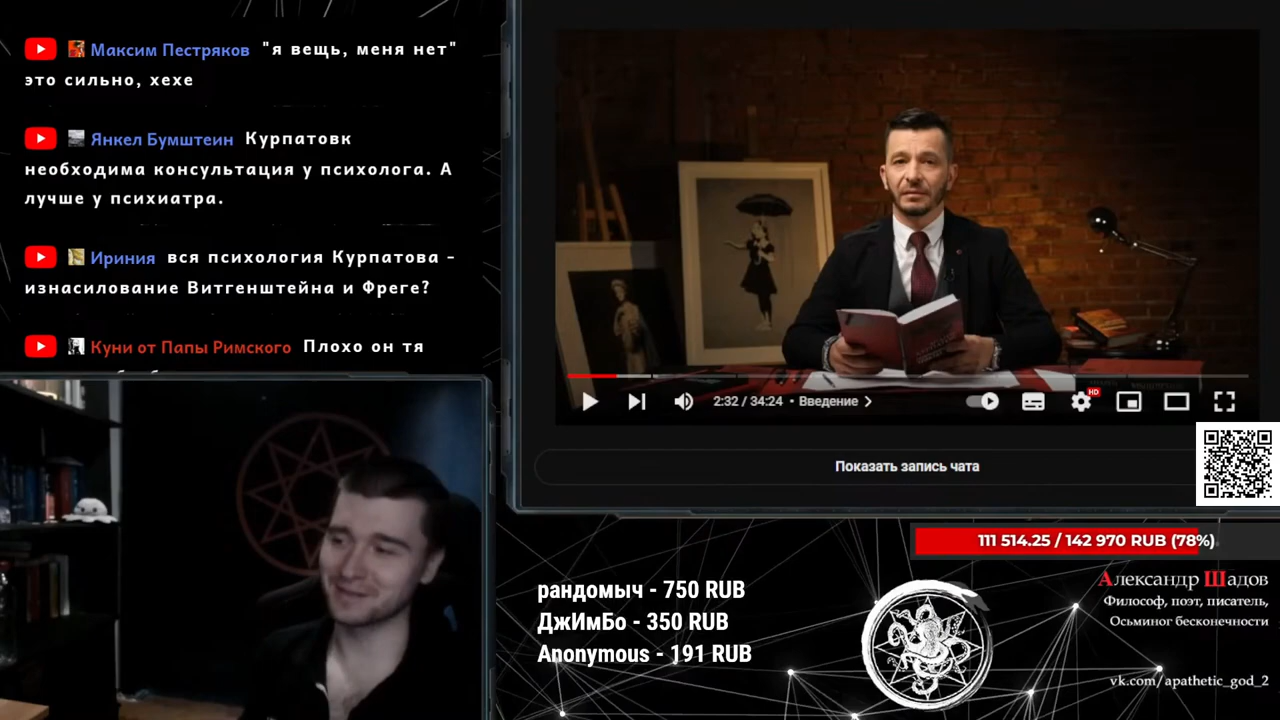 Максим Пестряков "я вещь, меня нет"
это сильно, хехе
Янкел Бумштеин Курпатовк
необходима консультация у психолога. А
лучше у психиатра.
Ириния вся психология Курпатова -
изнасилование Витгенштейна и Фреге?
Куни от Папы Римского Плохо он тя
2:32 / 34:24 • Введение
HD
Показать запись чата
111 514.25 / 142 970 RUB (78%)
рандомыч - 750 RUB
ДжИмБо - 350 RUB
Anonymous - 191 RUB
Александр Шадов
Философ, поэт, писатель,
Осьминог бесконечности
vk.com/apathetic_god_2